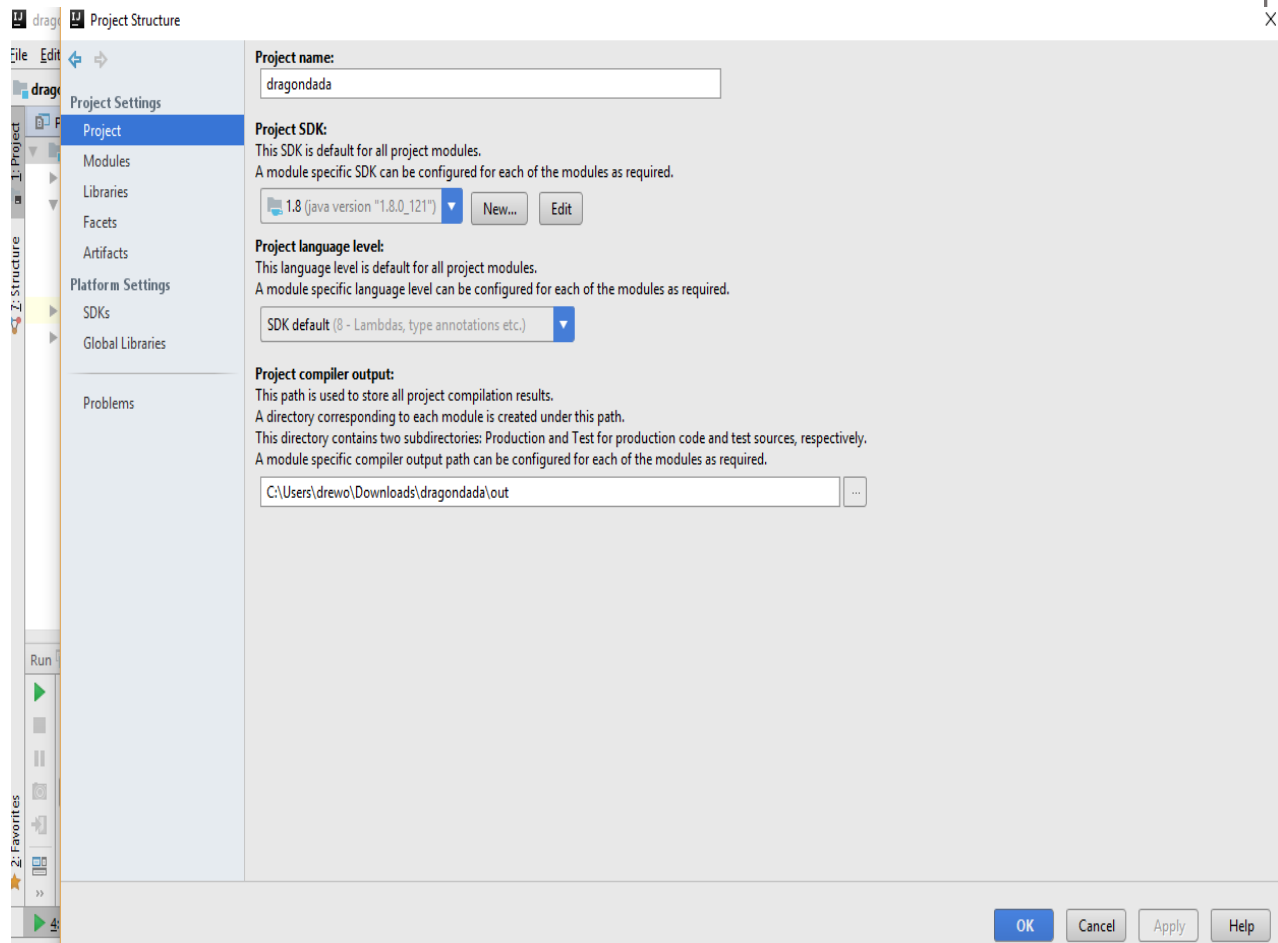 drag
Project Structure
File Edit
drag
1: Project
7: Structure
Run
2: Favorites
4:
Project Settings
Project
Modules
Libraries
Facets
Artifacts
Platform Settings
SDKs
Global Libraries
Problems
Project name:
dragondada
Project SDK:
This SDK is default for all project modules.
A module specific SDK can be configured for each of the modules as required.
1.8 (java version "1.8.0_121")
New...
Edit
Project language level:
This language level is default for all project modules.
A module specific language level can be configured for each of the modules as required.
SDK default (8 - Lambdas, type annotations etc.)
Project compiler output:
This path is used to store all project compilation results.
A directory corresponding to each module is created under this path.
This directory contains two subdirectories: Production and Test for production code and test sources, respectively.
A module specific compiler output path can be configured for each of the modules as required.
C:\Users\drewo\Downloads\dragondada\out
...
OK
Cancel
Apply
Help